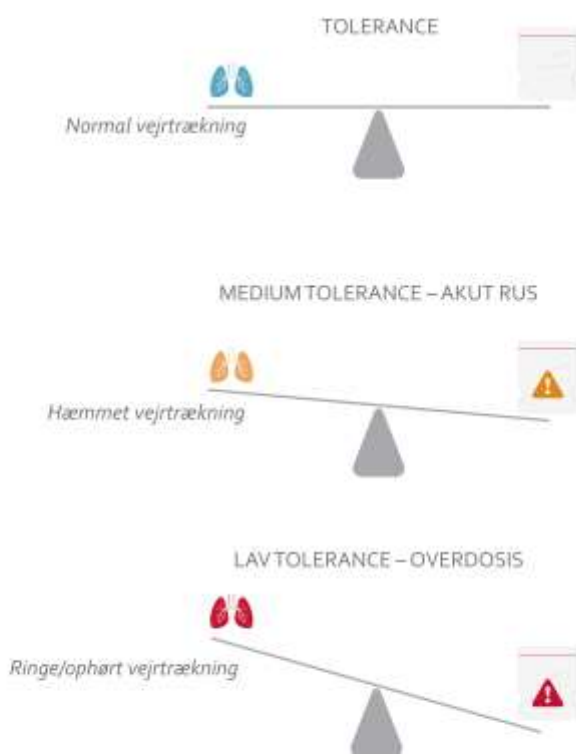 TOLERANCE
Normal vejrtrækning
MEDIUM TOLERANCE – AKUT RUS
Hæmmet vejrtrækning
LAV TOLERANCE – OVERDOSIS
Ringe/ophørt vejrtrækning